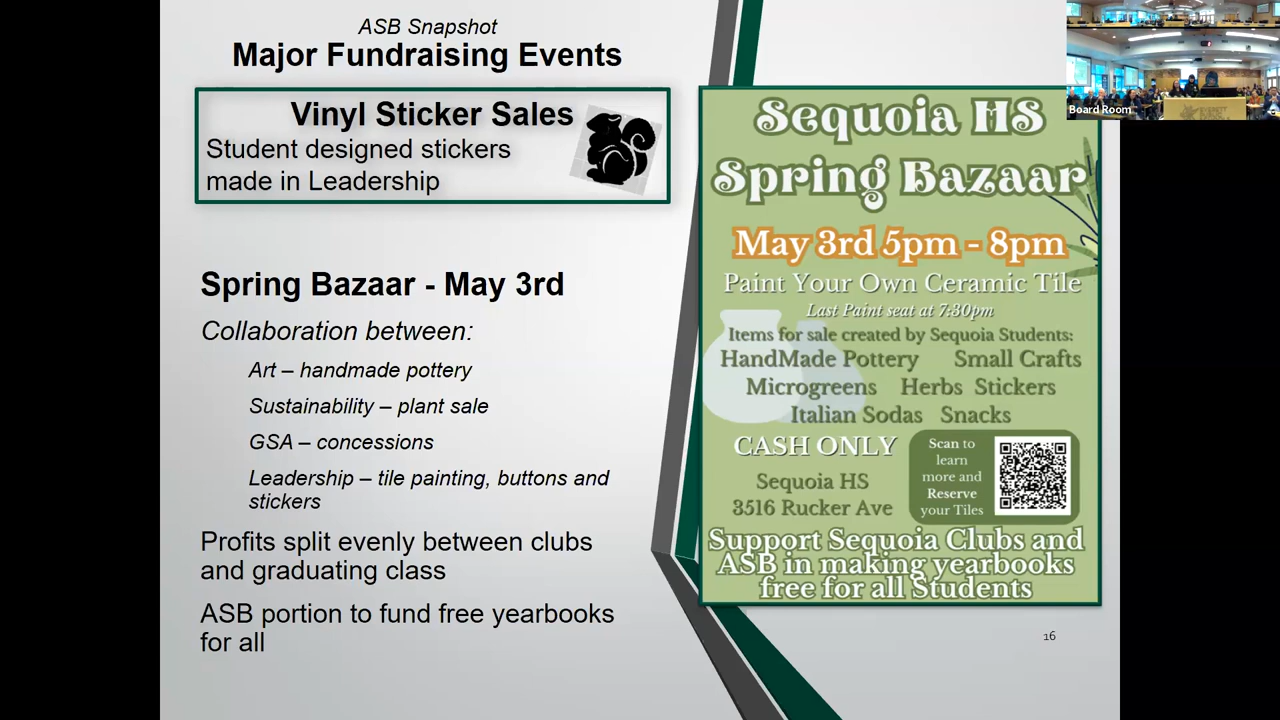 ASB Snapshot
Major Fundraising Events
Vinyl Sticker Sales
Student designed stickers
made in Leadership
Spring Bazaar - May 3rd
Collaboration between:
Art – handmade pottery
Sustainability – plant sale
GSA – concessions
Leadership – tile painting, buttons and
stickers
Profits split evenly between clubs
and graduating class
ASB portion to fund free yearbooks
for all
Sequoia HS
Spring Bazaar
May 3rd 5pm - 8pm
Paint Your Own Ceramic Tile
Last Paint seat at 7:30pm
Items for sale created by Sequoia Students:
HandMade Pottery Small Crafts
Microgreens Herbs Stickers
Italian Sodas Snacks
CASH ONLY
Sequoia HS
3516 Rucker Ave
Scan to
learn
more and
Reserve
your Tiles
Support Sequoia Clubs and
ASB in making yearbooks
free for all Students
16
Board Room